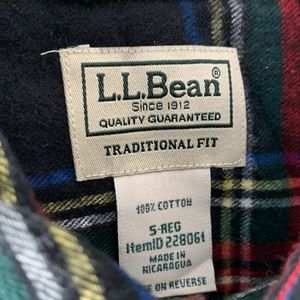 L.L.Bean®
Since 1912
QUALITY GUARANTEED
TRADITIONAL FIT
100% COTTON
S-REG
ItemID 228061
MADE IN
NICARAGUA
ON REVERSE